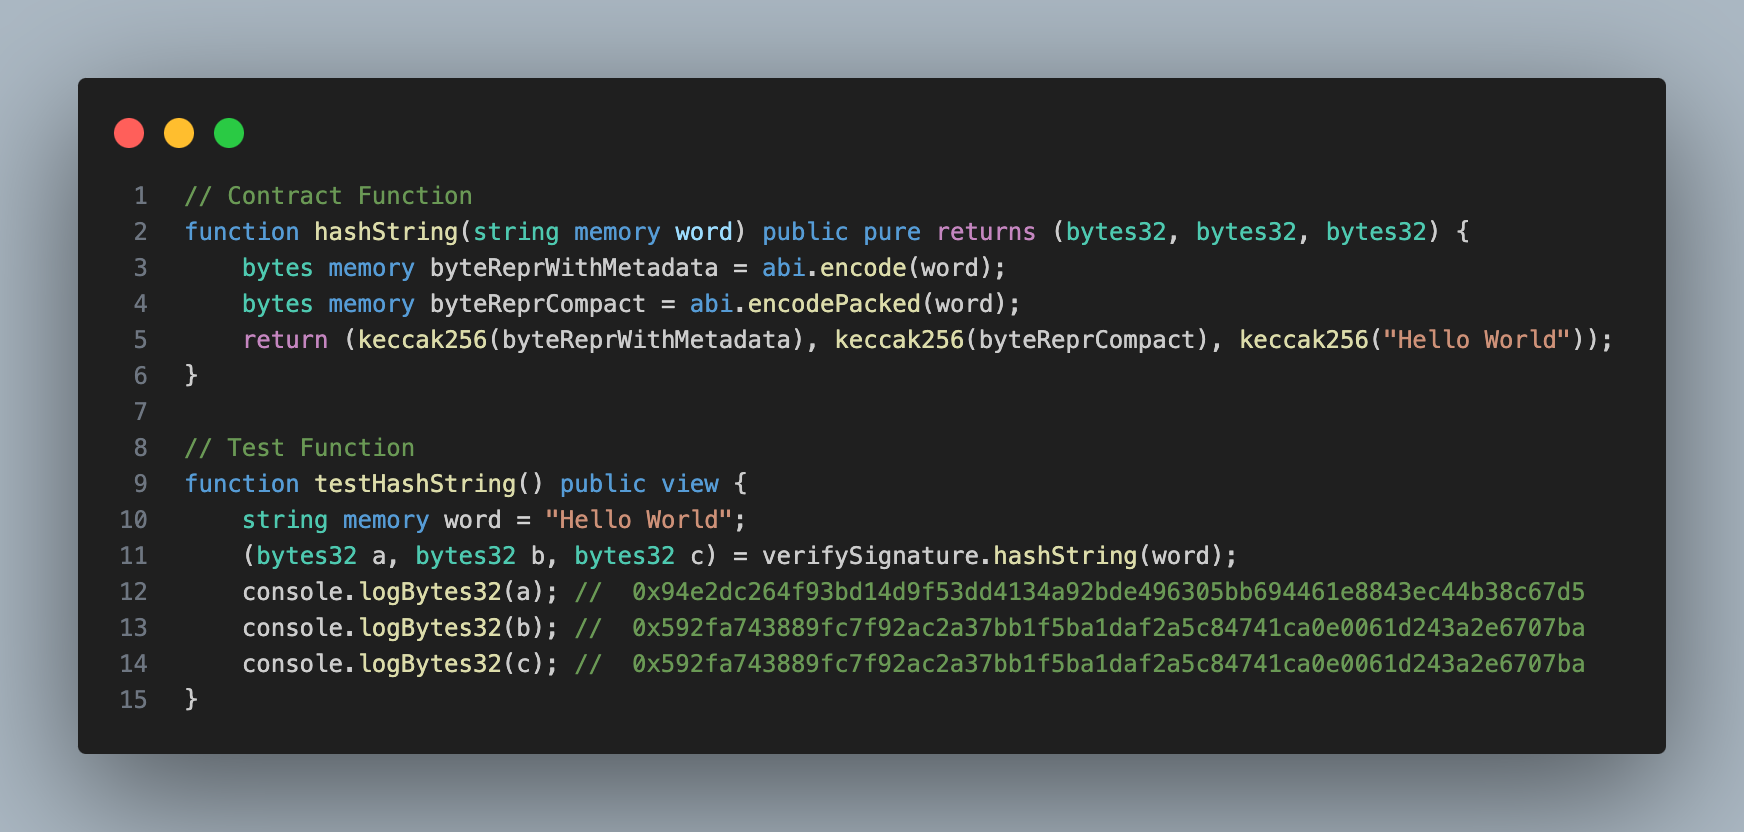 1 // Contract Function
2 function hashString(string memory word) public pure returns (bytes32, bytes32, bytes32) {
3     bytes memory byteReprWithMetadata = abi.encode(word);
4     bytes memory byteReprCompact = abi.encodePacked(word);
5     return (keccak256(byteReprWithMetadata), keccak256(byteReprCompact), keccak256("Hello World"));
6 }
7
8 // Test Function
9 function testHashString() public view {
10     string memory word = "Hello World";
11     (bytes32 a, bytes32 b, bytes32 c) = verifySignature.hashString(word);
12     console.logBytes32(a); //  0x94e2dc264f93bd14d9f53dd4134a92bde496305bb694461e8843ec44b38c67d5
13     console.logBytes32(b); //  0x592fa743889fc7f92ac2a37bb1f5ba1daf2a5c84741ca0e0061d243a2e6707ba
14     console.logBytes32(c); //  0x592fa743889fc7f92ac2a37bb1f5ba1daf2a5c84741ca0e0061d243a2e6707ba
15 }